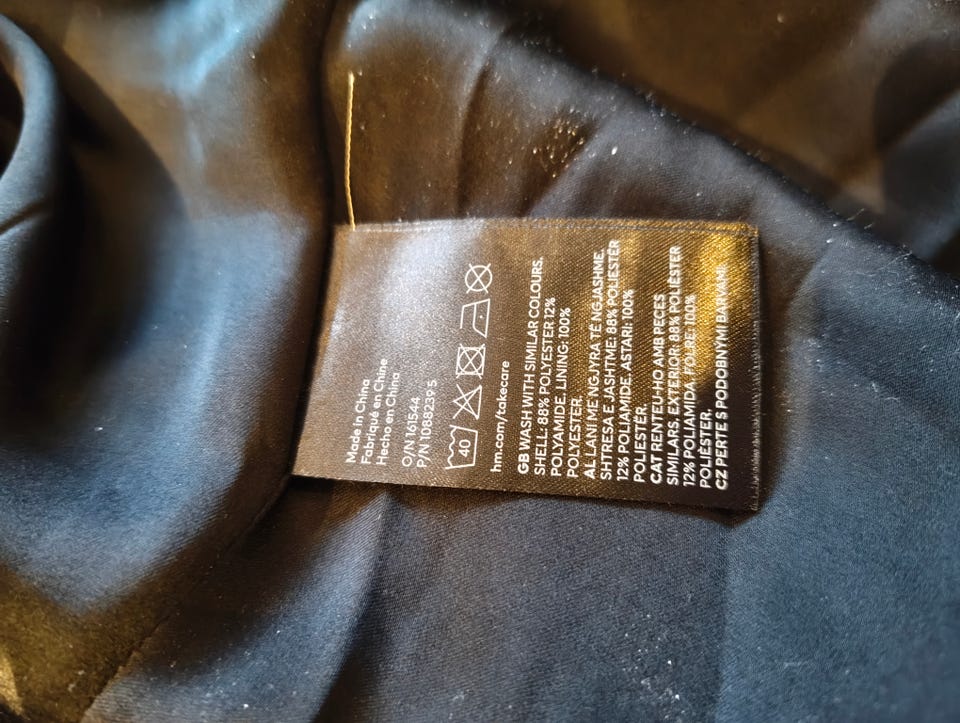 Made in China
Fabriqué en Chine
Hecho en China
O/N 161544
P/N 1088239 5
40
hm.com/takecare
GB WASH WITH SIMILAR COLOURS.
SHELL: 88% POLYESTER 12%
POLYAMIDE. LINING: 100%
POLYESTER.
AL LANI ME NGJYRA TË NGJASHME.
SHTRESA E JASHTME: 88% POLIESTËR
12% POLIAMIDE. ASTARI: 100%
POLIESTËR.
CAT RENTEU-HO AMB PECES
SIMILARS. EXTERIOR: 88% POLIÈSTER
12% POLIAMIDA. FOLRE: 100%
POLIÈSTER.
CZ PERTE S PODOBNÝMI BARVAMI.